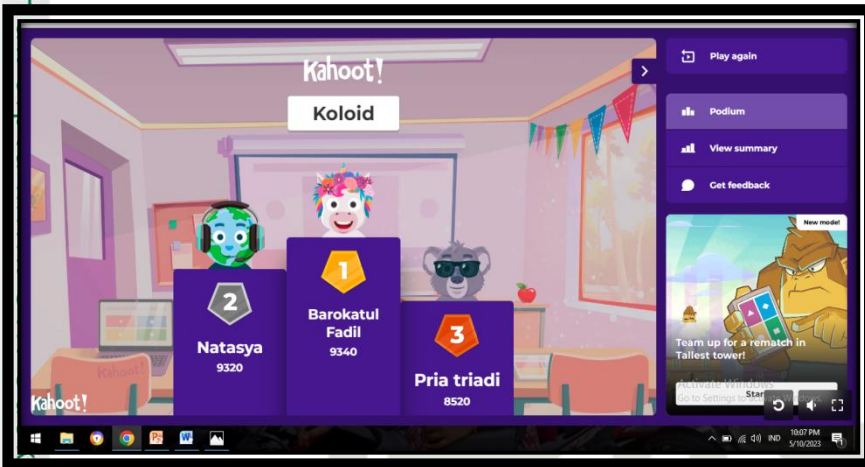 Kahoot!
Koloid
1
Barokatul
Fadil
9340
2
Natasya
9320
3
Pria triadi
8520
Kahoot!
Kahoot!
Play again
Podium
View summary
Get feedback
New mode!
Team up for a rematch in
Tallest tower!
Activate Windows
Go to Settings to
Star
IND
10:07 PM
5/10/2023